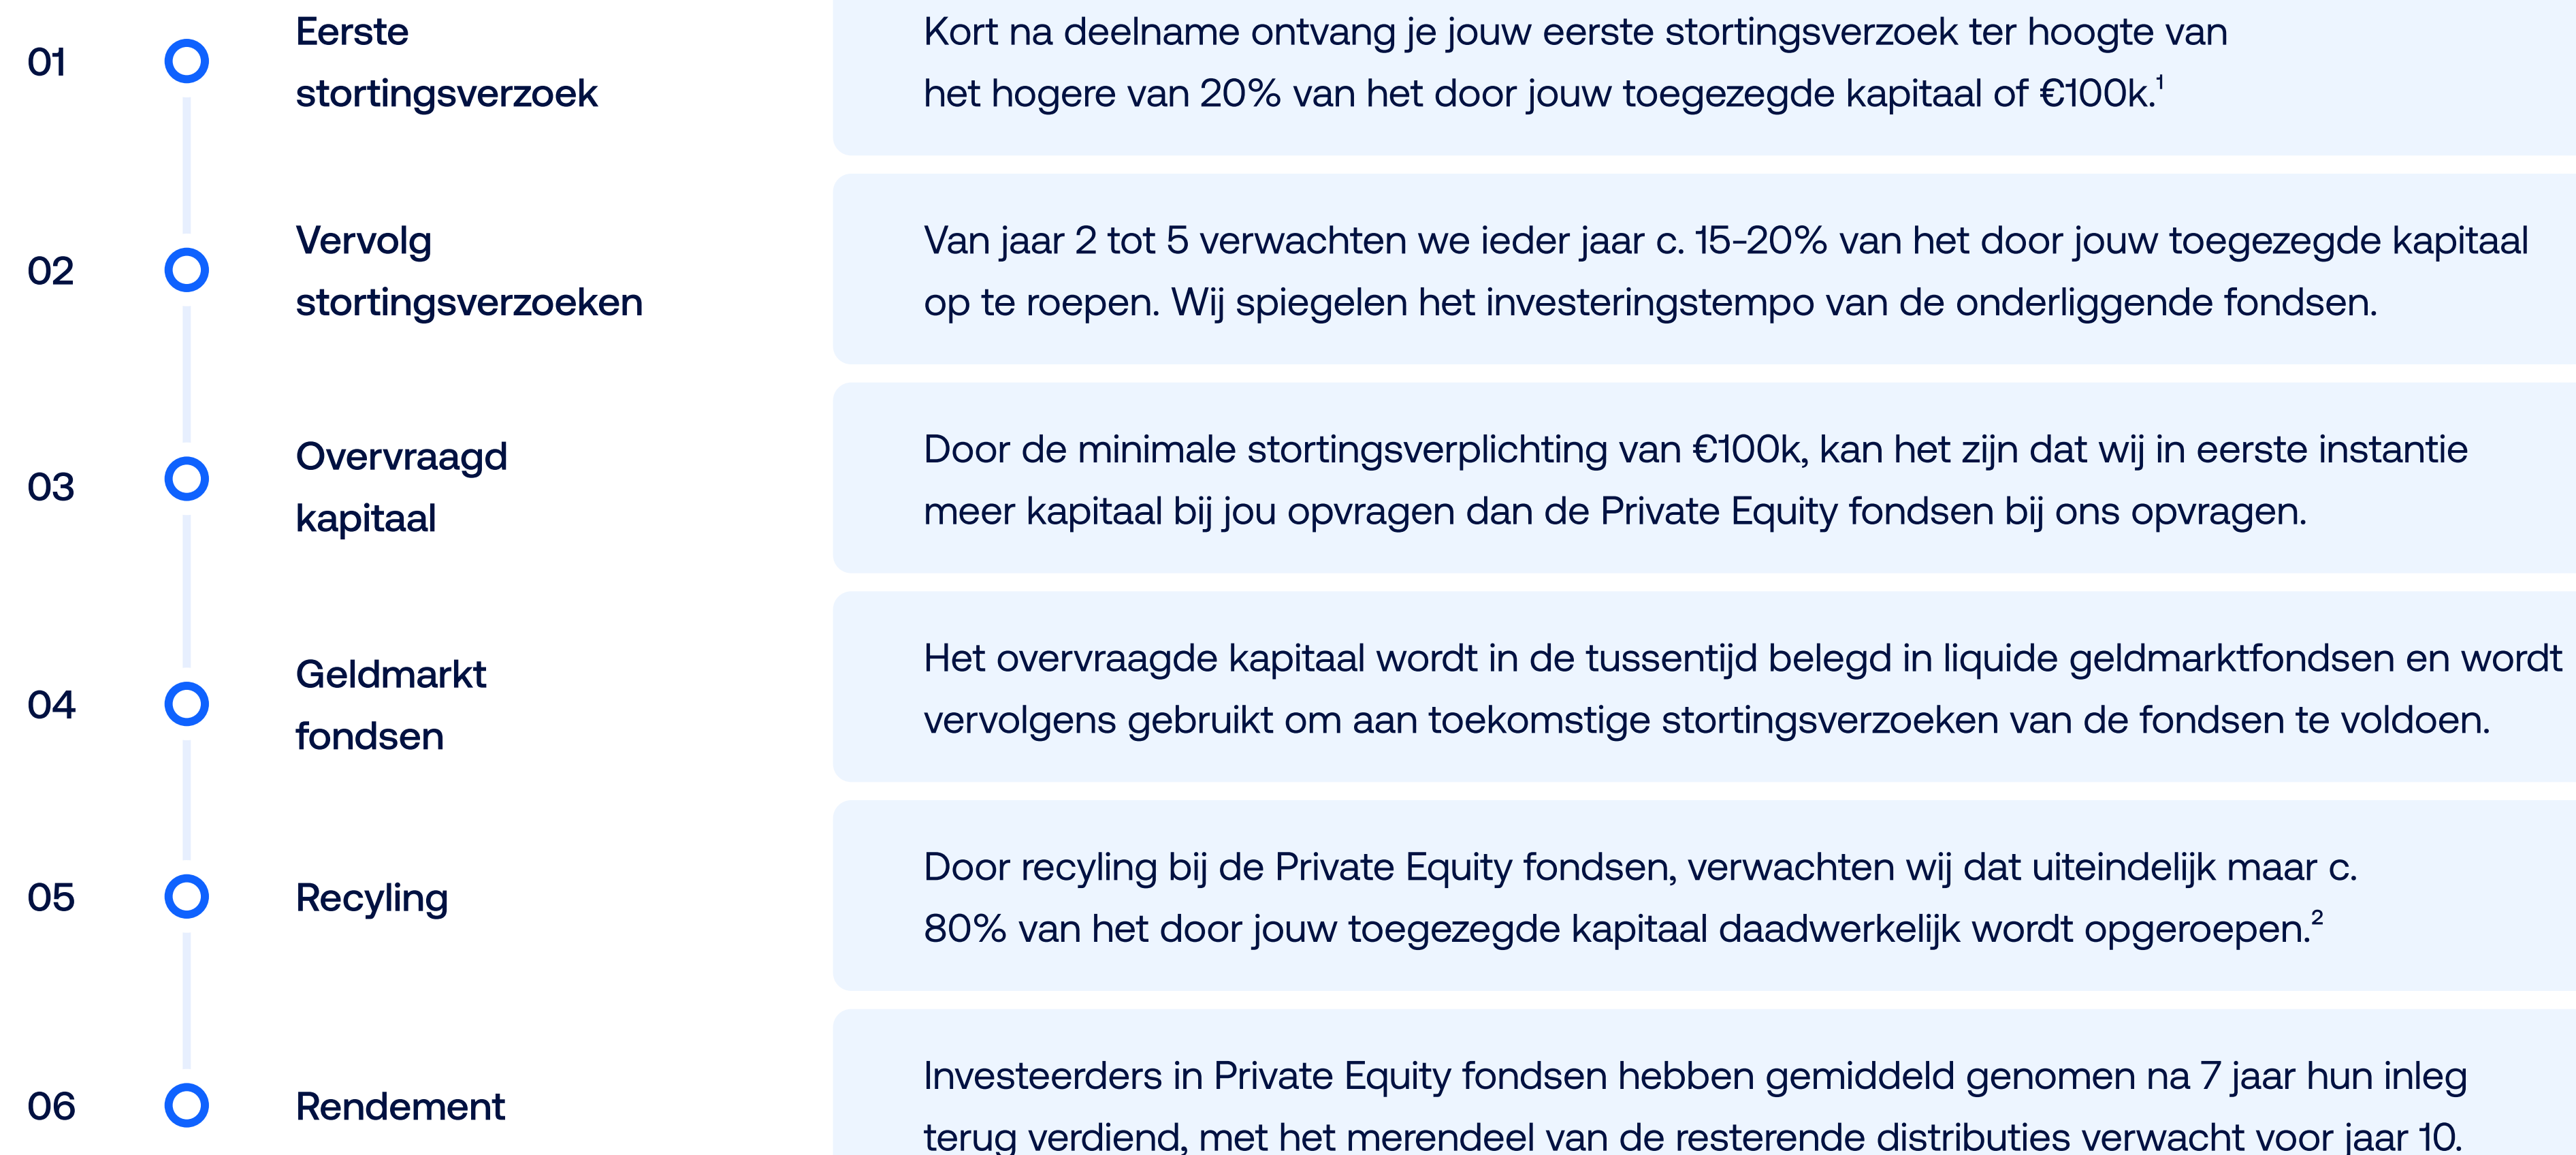 01
Eerste
stortingsverzoek
Kort na deelname ontvang je jouw eerste stortingsverzoek ter hoogte van
het hogere van 20% van het door jouw toegezegde kapitaal of €100k.¹
02
Vervolg
stortingsverzoeken
Van jaar 2 tot 5 verwachten we ieder jaar c. 15-20% van het door jouw toegezegde kapitaal
op te roepen. Wij spiegelen het investeringstempo van de onderliggende fondsen.
03
Overvraagd
kapitaal
Door de minimale stortingsverplichting van €100k, kan het zijn dat wij in eerste instantie
meer kapitaal bij jou opvragen dan de Private Equity fondsen bij ons opvragen.
04
Geldmarkt
fondsen
Het overvraagde kapitaal wordt in de tussentijd belegd in liquide geldmarktfondsen en wordt
vervolgens gebruikt om aan toekomstige stortingsverzoeken van de fondsen te voldoen.
05
Recyling
Door recyling bij de Private Equity fondsen, verwachten wij dat uiteindelijk maar c.
80% van het door jouw toegezegde kapitaal daadwerkelijk wordt opgeroepen.²
06
Rendement
Investeerders in Private Equity fondsen hebben gemiddeld genomen na 7 jaar hun inleg
terug verdiend, met het merendeel van de resterende distributies verwacht voor jaar 10.